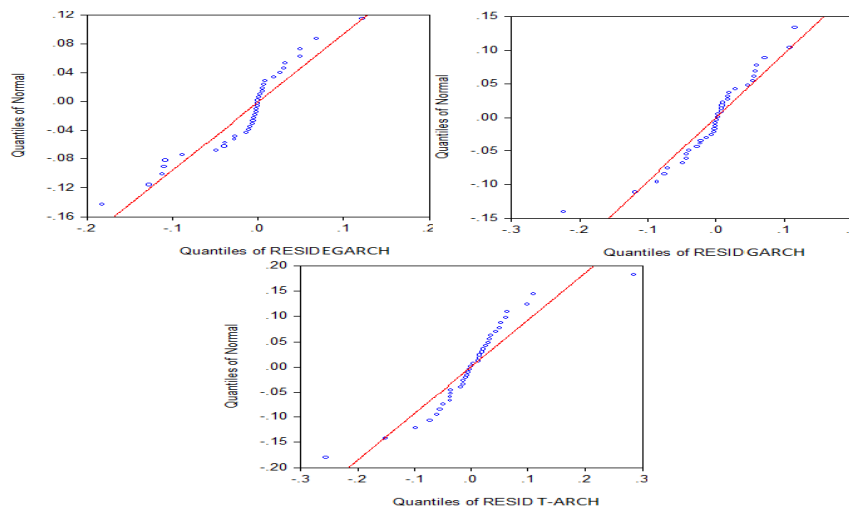 .12
.08
.04
.00
-.04
-.08
-.12
-.16
Quantiles of Normal
-.2 -.1 .0 .1 .2
Quantiles of RESIDEGARCH
.15
.10
.05
.00
-.05
-.10
-.15
Quantiles of Normal
-.3 -.2 -.1 .0 .1
Quantiles of RESID GARCH
.20
.15
.10
.05
.00
-.05
-.10
-.15
-.20
Quantiles of Normal
-.3 -.2 -.1 .0 .1 .2 .3
Quantiles of RESID T-ARCH